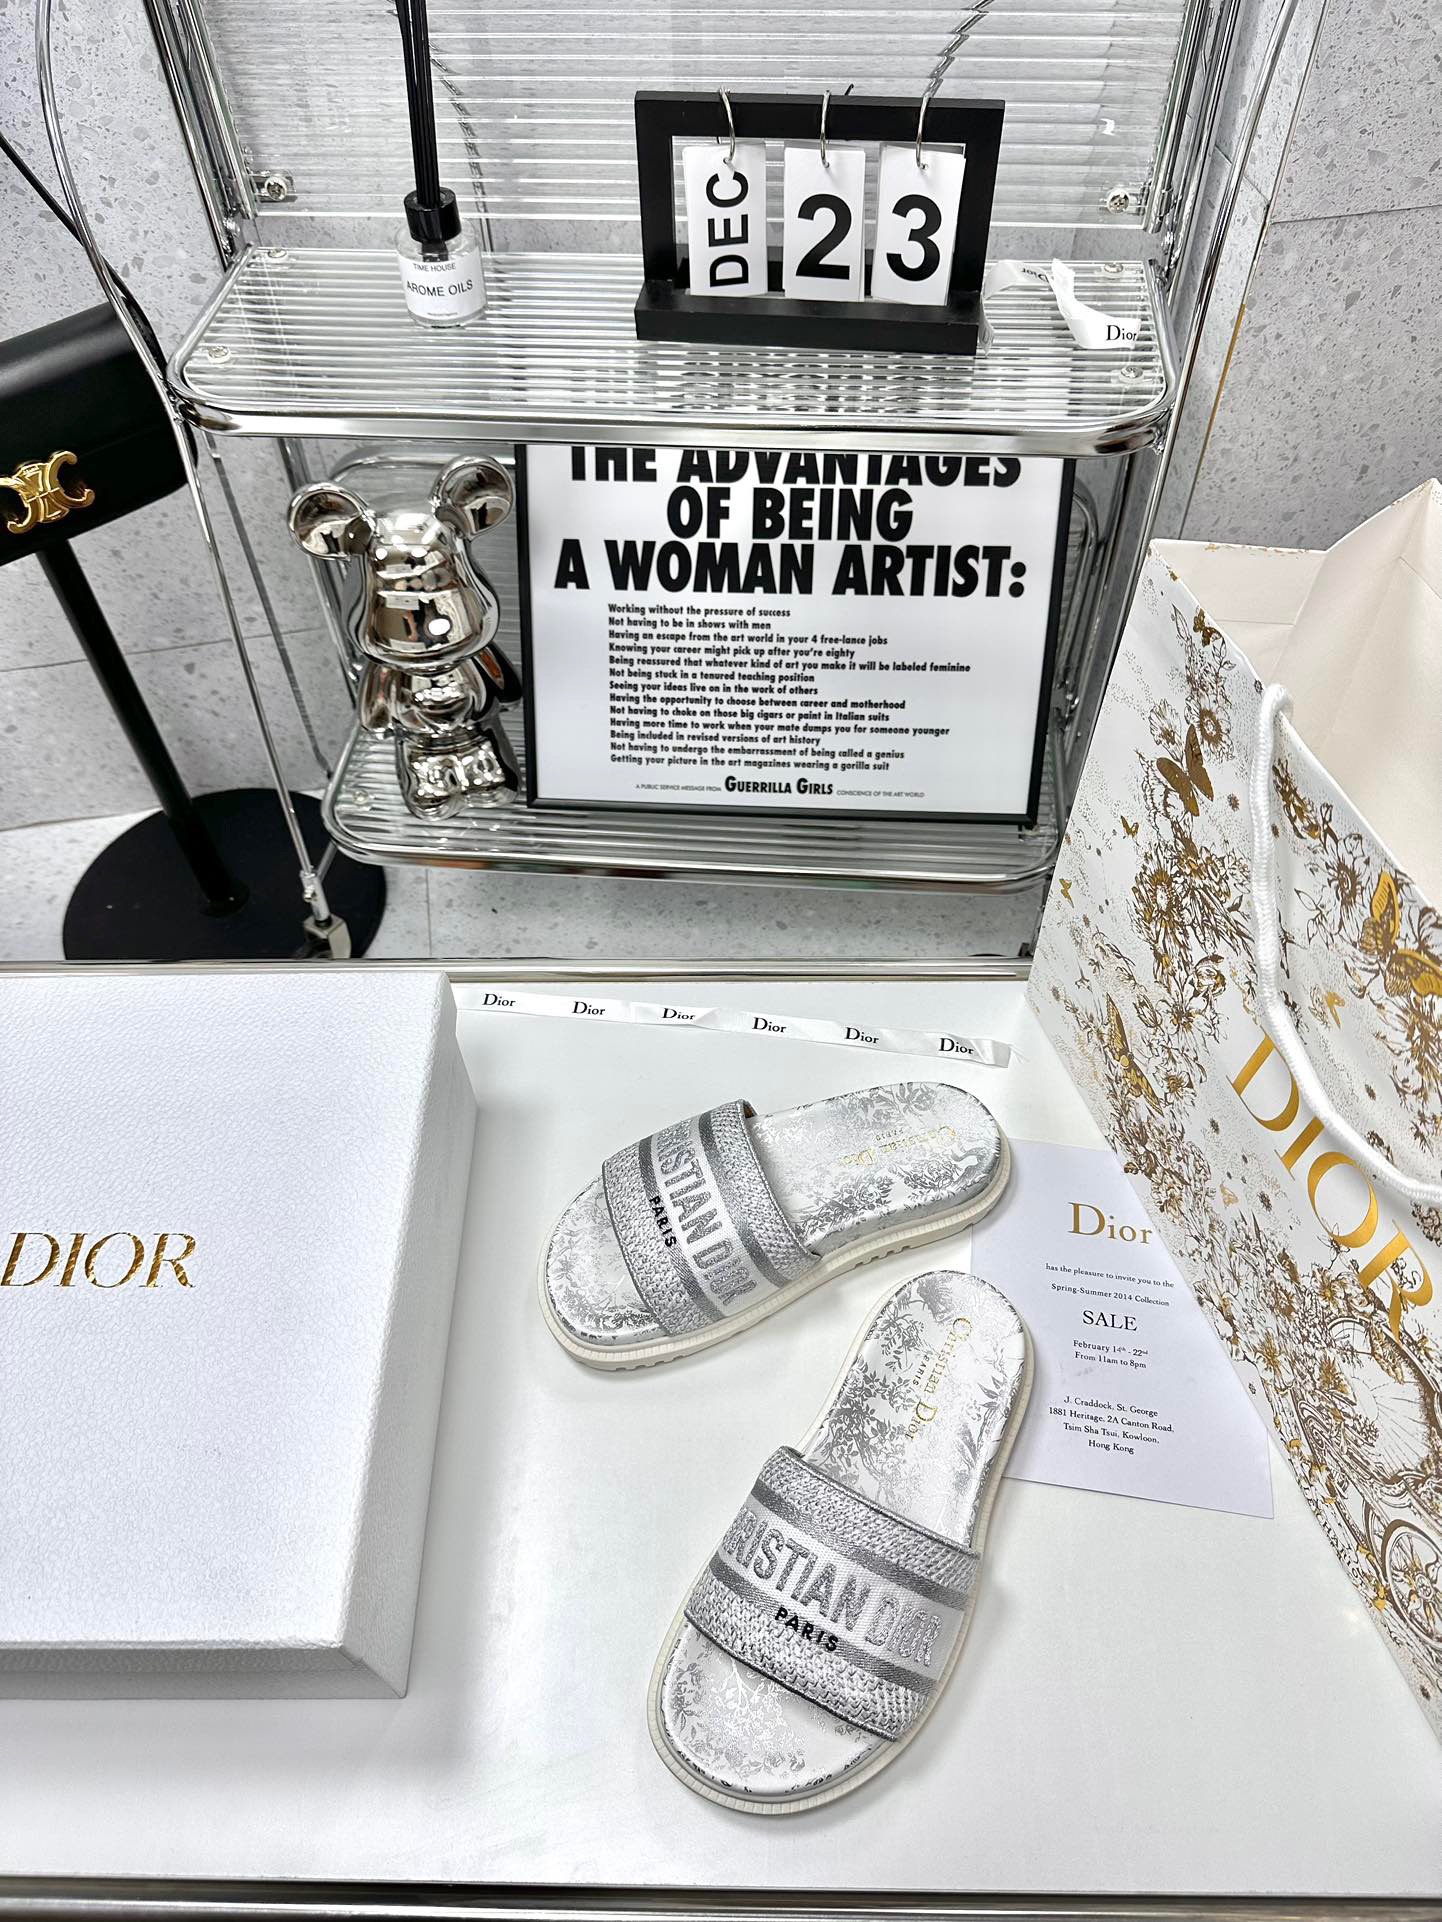 TIME HOUSE
AROME OILS
DEC
23
Dior
Dior
THE ADVANTAGES
OF BEING
A WOMAN ARTIST:
Working without the pressure of success
Not having to be in shows with men
Having an escape from the art world in your 4 free-lance jobs
Knowing your career might pick up after you're eighty
Being reassured that whatever kind of art you make it will be labeled feminine
Not being stuck in a tenured teaching position
Seeing your ideas live on in the work of others
Having the opportunity to choose between career and motherhood
Not having to choke on those big cigars or paint in Italian suits
Having more time to work when your mate dumps you for someone younger
Being included in revised versions of art history
Not having to undergo the embarrassment of being called a genius
Getting your picture in the art magazines wearing a gorilla suit
A PUBLIC SERVICE MESSAGE FROM GUERRILLA GIRLS CONSCIENCE OF THE ART WORLD
Dior Dior Dior Dior Dior Dior
DIOR
DIOR
Christian Dior
PARIS
CHRISTIAN DIOR
PARIS
Christian Dior
PARIS
CHRISTIAN DIOR
PARIS
Dior
has the pleasure to invite you to the
Spring-Summer 2014 Collection
SALE
February 14th - 22nd
From 11am to 8pm
J. Craddock, St. George
1881 Heritage, 2A Canton Road,
Tsim Sha Tsui, Kowloon,
Hong Kong